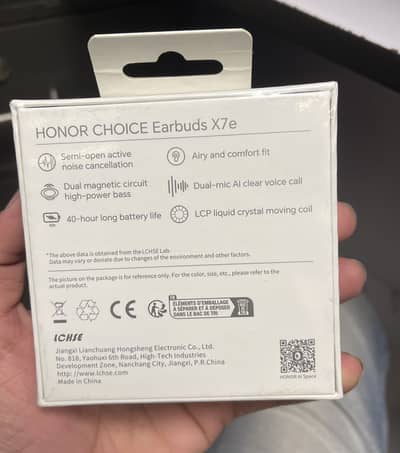 HONOR CHOICE Earbuds X7e
Semi-open active
noise cancellation
Airy and comfort fit
Dual magnetic circuit
high-power bass
Dual-mic AI clear voice call
40-hour long battery life
LCP liquid crystal moving coil
*The above data is obtained from the LCHSE Lab.
Data may vary or deviate due to changes of the environment and other factors.
The picture on the package is for reference only. For the color, size, etc., please refer to the
actual product.
CE
FR
ÉLÉMENTS D'EMBALLAGE
À SÉPARER ET À DÉPOSER
DANS LE BAC DE TRI
LCHSE
Jiangxi Lianchuang Hongsheng Electronic Co., Ltd.
No. 818, Yaohuxi 6th Road, High-Tech Industries
Development Zone, Nanchang City, Jiangxi, P.R.China.
http://www.lchse.com
Made in China
HONOR AI Space